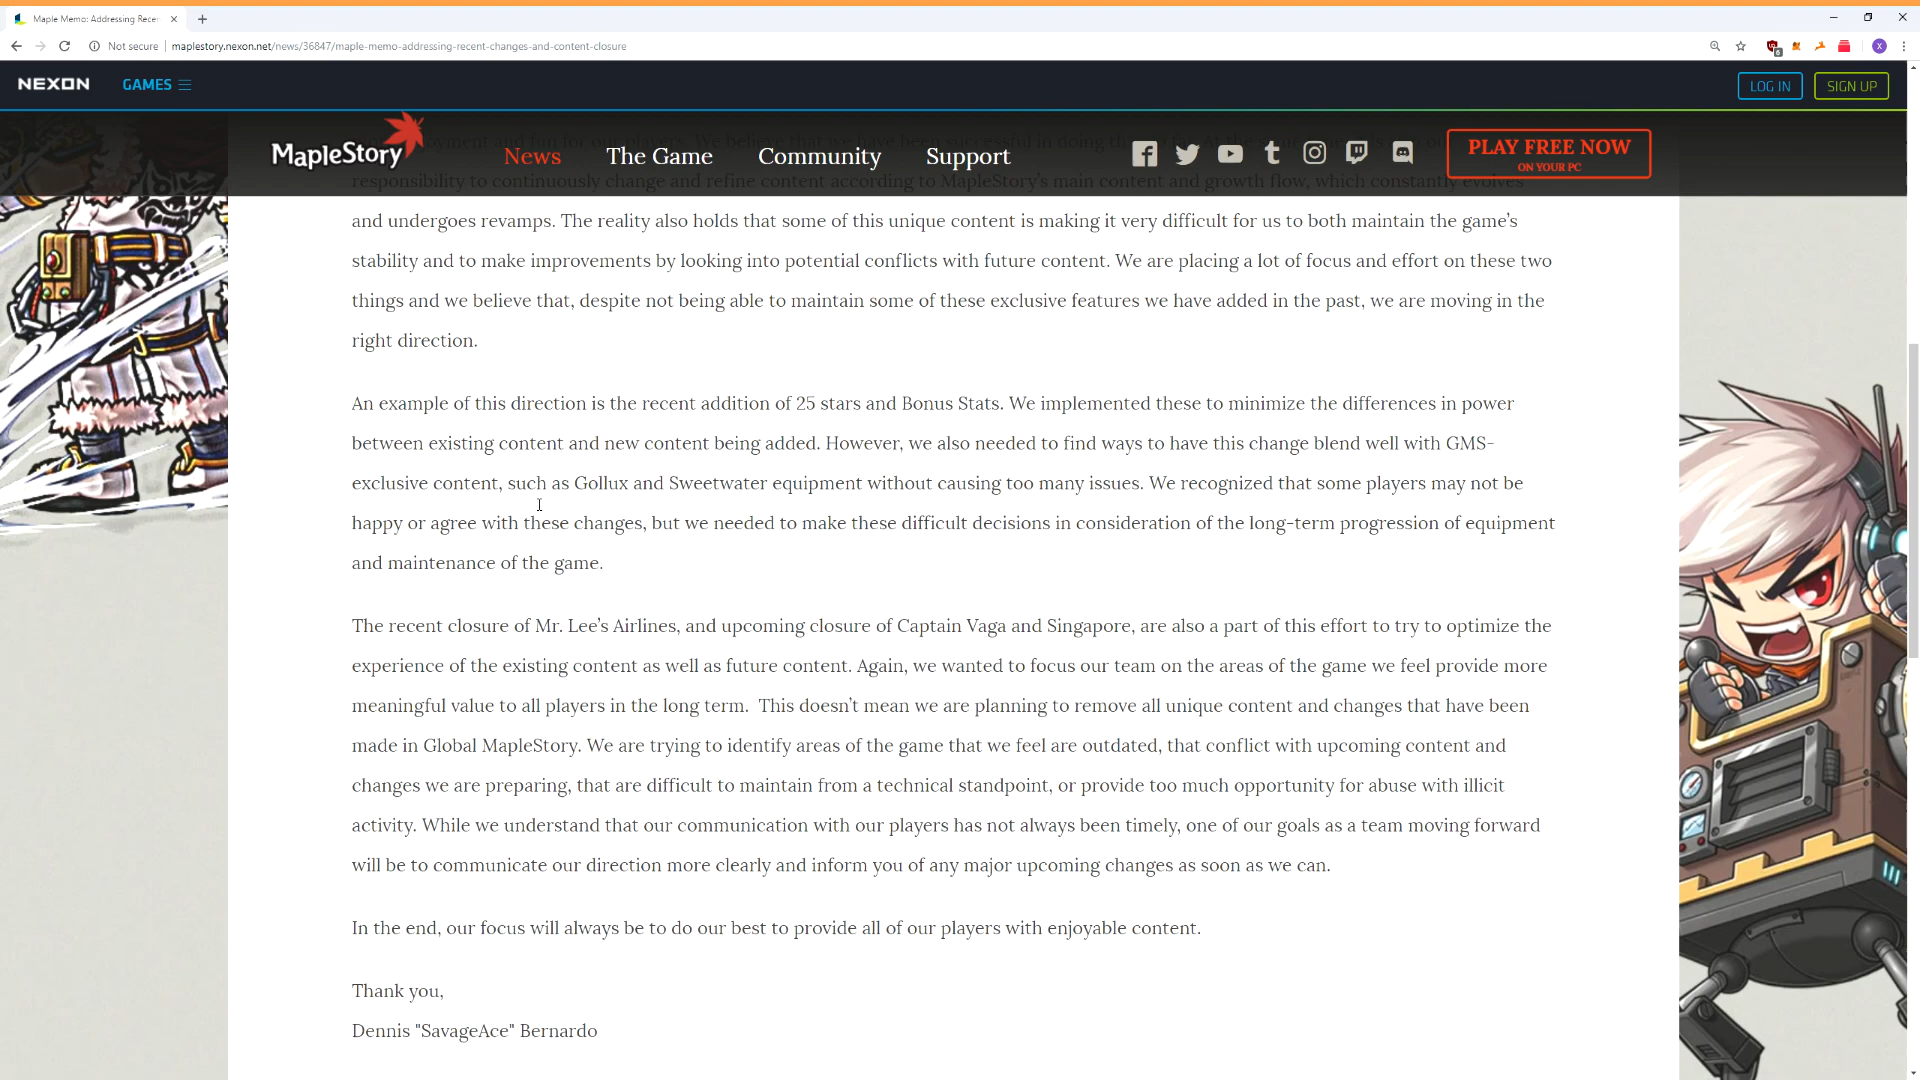 Maple Memo: Addressing Recen
Not secure
maplestory.nexon.net/news/36847/maple-memo-addressing-recent-changes-and-content-closure
6
X
NEXON
GAMES
LOG IN
SIGN UP
MapleStory
News
The Game
Community
Support
PLAY FREE NOW
ON YOUR PC
responsibility to continuously change and refine content according to MapleStory's main content and growth flow, which constantly evolves
and undergoes revamps. The reality also holds that some of this unique content is making it very difficult for us to both maintain the game's
stability and to make improvements by looking into potential conflicts with future content. We are placing a lot of focus and effort on these two
things and we believe that, despite not being able to maintain some of these exclusive features we have added in the past, we are moving in the
right direction.
An example of this direction is the recent addition of 25 stars and Bonus Stats. We implemented these to minimize the differences in power
between existing content and new content being added. However, we also needed to find ways to have this change blend well with GMS-
exclusive content, such as Gollux and Sweetwater equipment without causing too many issues. We recognized that some players may not be
happy or agree with these changes, but we needed to make these difficult decisions in consideration of the long-term progression of equipment
and maintenance of the game.
The recent closure of Mr. Lee's Airlines, and upcoming closure of Captain Vaga and Singapore, are also a part of this effort to try to optimize the
experience of the existing content as well as future content. Again, we wanted to focus our team on the areas of the game we feel provide more
meaningful value to all players in the long term.  This doesn't mean we are planning to remove all unique content and changes that have been
made in Global MapleStory. We are trying to identify areas of the game that we feel are outdated, that conflict with upcoming content and
changes we are preparing, that are difficult to maintain from a technical standpoint, or provide too much opportunity for abuse with illicit
activity. While we understand that our communication with our players has not always been timely, one of our goals as a team moving forward
will be to communicate our direction more clearly and inform you of any major upcoming changes as soon as we can.
In the end, our focus will always be to do our best to provide all of our players with enjoyable content.
Thank you,
Dennis "SavageAce" Bernardo